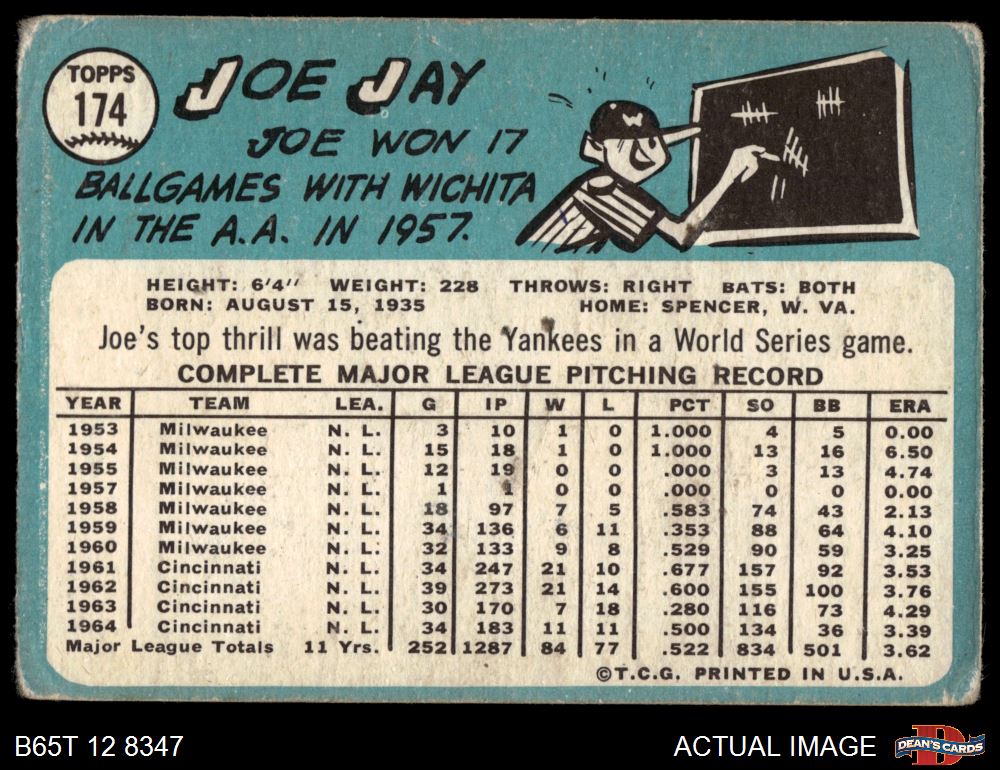 TOPPS
174
JOE JAY
JOE WON 17
BALLGAMES WITH WICHITA
IN THE A.A. IN 1957.
W
HEIGHT: 6'4" WEIGHT: 228 THROWS: RIGHT BATS: BOTH
BORN: AUGUST 15, 1935 HOME: SPENCER, W. VA.
Joe's top thrill was beating the Yankees in a World Series game.
COMPLETE MAJOR LEAGUE PITCHING RECORD
YEAR TEAM LEA. G IP W L PCT SO BB ERA
1953 Milwaukee N. L. 3 10 1 0 1.000 4 5 0.00
1954 Milwaukee N. L. 15 18 1 0 1.000 13 16 6.50
1955 Milwaukee N. L. 12 19 0 0 .000 3 13 4.74
1957 Milwaukee N. L. 1 1 0 0 .000 0 0 0.00
1958 Milwaukee N. L. 18 97 7 5 .583 74 43 2.13
1959 Milwaukee N. L. 34 136 6 11 .353 88 64 4.10
1960 Milwaukee N. L. 32 133 9 8 .529 90 59 3.25
1961 Cincinnati N. L. 34 247 21 10 .677 157 92 3.53
1962 Cincinnati N. L. 39 273 21 14 .600 155 100 3.76
1963 Cincinnati N. L. 30 170 7 18 .280 116 73 4.29
1964 Cincinnati N. L. 34 183 11 11 .500 134 36 3.39
Major League Totals 11 Yrs. 252 1287 84 77 .522 834 501 3.62
©T.C.G. PRINTED IN U.S.A.
B65T 12 8347 ACTUAL IMAGE D DEAN'S CARDS